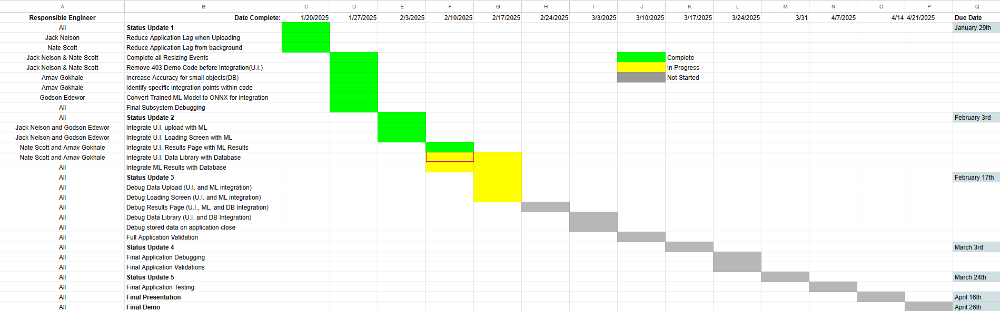 A B C D E F G H I J K L M N O P Q
Responsible Engineer Date Complete: 1/20/2025 1/27/2025 2/3/2025 2/10/2025 2/17/2025 2/24/2025 3/3/2025 3/10/2025 3/17/2025 3/24/2025 3/31 4/7/2025 4/14 4/21/2025 Due Date
All Status Update 1 January 29th
Jack Nelson Reduce Application Lag when Uploading
Nate Scott Reduce Application Lag from background
Jack Nelson & Nate Scott Complete all Resizing Events Complete
Jack Nelson & Nate Scott Remove 403 Demo Code before Integration(U.I.) In Progress
Arnav Gokhale Increase Accuracy for small objects(DB) Not Started
Arnav Gokhale Identify specific integration points within code
Godson Edewor Convert Trained ML Model to ONNX for integration
All Final Subsystem Debugging
All Status Update 2 February 3rd
Jack Nelson and Godson Edewor Integrate U.I. upload with ML
Jack Nelson and Godson Edewor Integrate U.I. Loading Screen with ML
Nate Scott and Arnav Gokhale Integrate U.I. Results Page with ML Results
Nate Scott and Arnav Gokhale Integrate U.I. Data Library with Database
All Integrate ML Results with Database
All Status Update 3 February 17th
All Debug Data Upload (U.I. and ML integration)
All Debug Loading Screen (U.I. and ML integration)
All Debug Results Page (U.I., ML, and DB Integration)
All Debug Data Library (U.I. and DB Integration)
All Debug stored data on application close
All Full Application Validation
All Status Update 4 March 3rd
All Final Application Debugging
All Final Application Validations
All Status Update 5 March 24th
All Final Application Testing
All Final Presentation April 16th
All Final Demo April 26th